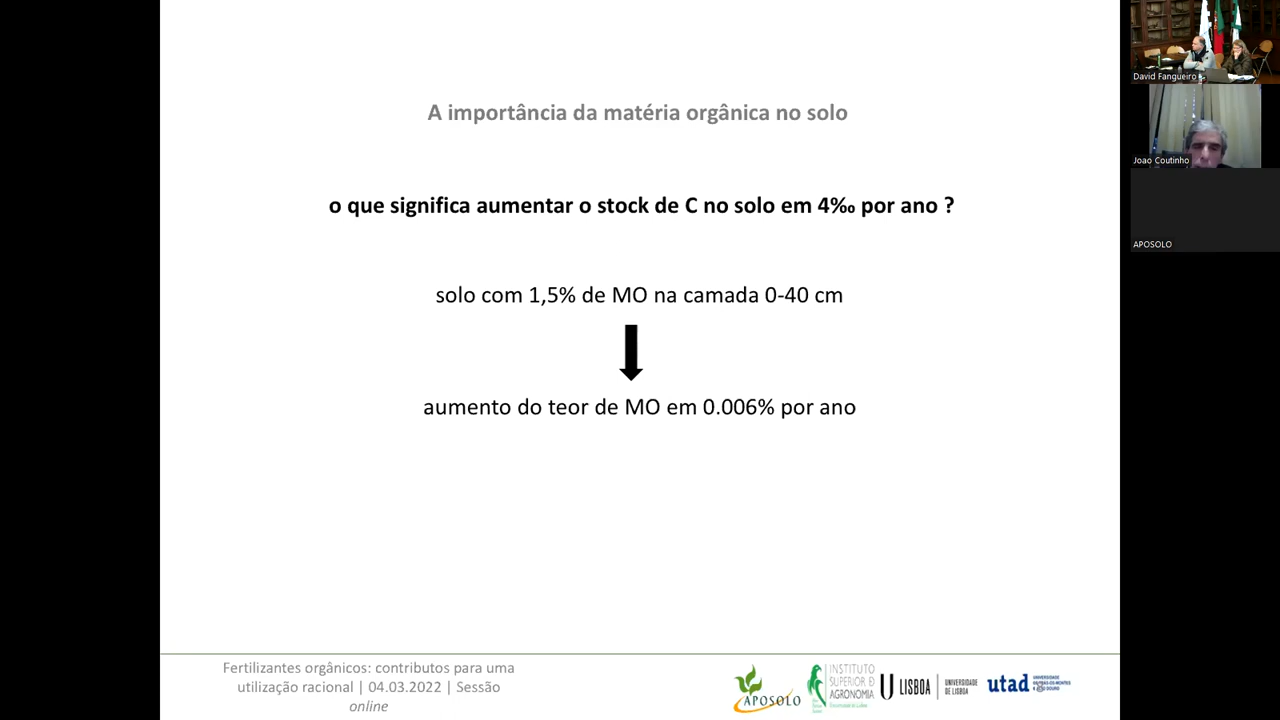 A importância da matéria orgânica no solo
o que significa aumentar o stock de C no solo em 4‰ por ano ?
solo com 1,5% de MO na camada 0-40 cm
aumento do teor de MO em 0.006% por ano
Fertilizantes orgânicos: contributos para uma
utilização racional | 04.03.2022 | Sessão
online
APOSOLO
INSTITUTO
SUPERIOR D
AGRONOMIA
LISBOA
UNIVERSIDADE
DE LISBOA
utad
UNIVERSIDADE
David Fangueiro
Joao Coutinho
APOSOLO